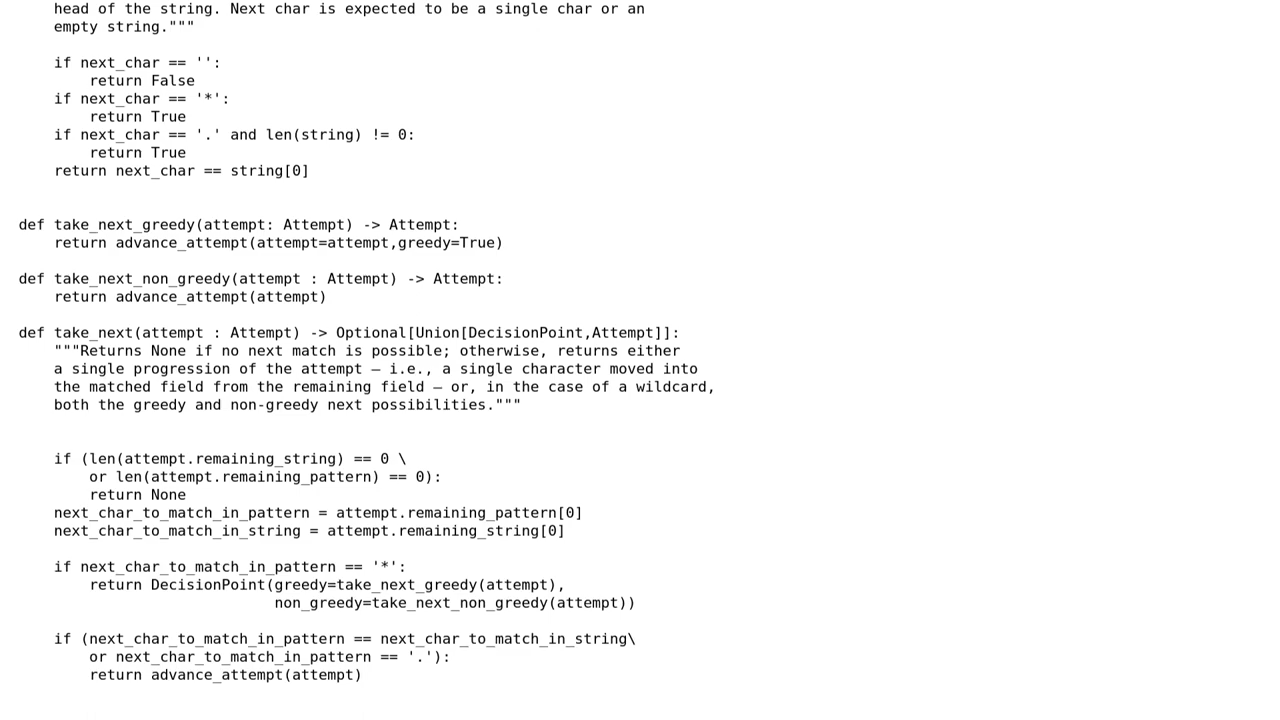 head of the string. Next char is expected to be a single char or an
empty string."""
if next_char == '':
return False
if next_char == '*':
return True
if next_char == '.' and len(string) != 0:
return True
return next_char == string[0]
def take_next_greedy(attempt: Attempt) -> Attempt:
return advance_attempt(attempt=attempt,greedy=True)
def take_next_non_greedy(attempt : Attempt) -> Attempt:
return advance_attempt(attempt)
def take_next(attempt : Attempt) -> Optional[Union[DecisionPoint,Attempt]]:
"""Returns None if no next match is possible; otherwise, returns either
a single progression of the attempt — i.e., a single character moved into
the matched field from the remaining field — or, in the case of a wildcard,
both the greedy and non-greedy next possibilities."""
if (len(attempt.remaining_string) == 0 \
or len(attempt.remaining_pattern) == 0):
return None
next_char_to_match_in_pattern = attempt.remaining_pattern[0]
next_char_to_match_in_string = attempt.remaining_string[0]
if next_char_to_match_in_pattern == '*':
return DecisionPoint(greedy=take_next_greedy(attempt),
non_greedy=take_next_non_greedy(attempt))
if (next_char_to_match_in_pattern == next_char_to_match_in_string\
or next_char_to_match_in_pattern == '.'):
return advance_attempt(attempt)